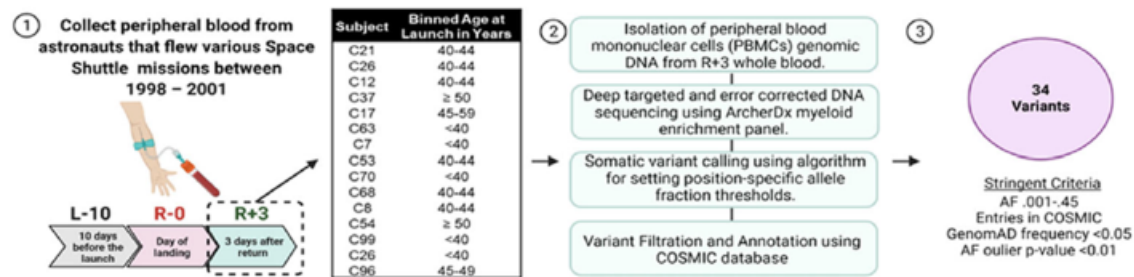 1
Collect peripheral blood from
astronauts that flew various Space
Shuttle missions between
1998 – 2001
L-10
R-0
R+3
10 days
before the
launch
Day of
landing
3 days after
return
Subject Binned Age at Launch in Years
C21 40-44
C26 40-44
C12 40-44
C37 ≥ 50
C17 45-59
C63 <40
C7 <40
C53 40-44
C70 <40
C68 40-44
C8 40-44
C54 ≥ 50
C99 <40
C26 <40
C96 45-49
2
Isolation of peripheral blood
mononuclear cells (PBMCs) genomic
DNA from R+3 whole blood.
Deep targeted and error corrected DNA
sequencing using ArcherDx myeloid
enrichment panel.
Somatic variant calling using algorithm
for setting position-specific allele
fraction thresholds.
Variant Filtration and Annotation using
COSMIC database
3
34
Variants
Stringent Criteria
AF .001-.45
Entries in COSMIC
GenomAD frequency <0.05
AF oulier p-value <0.01